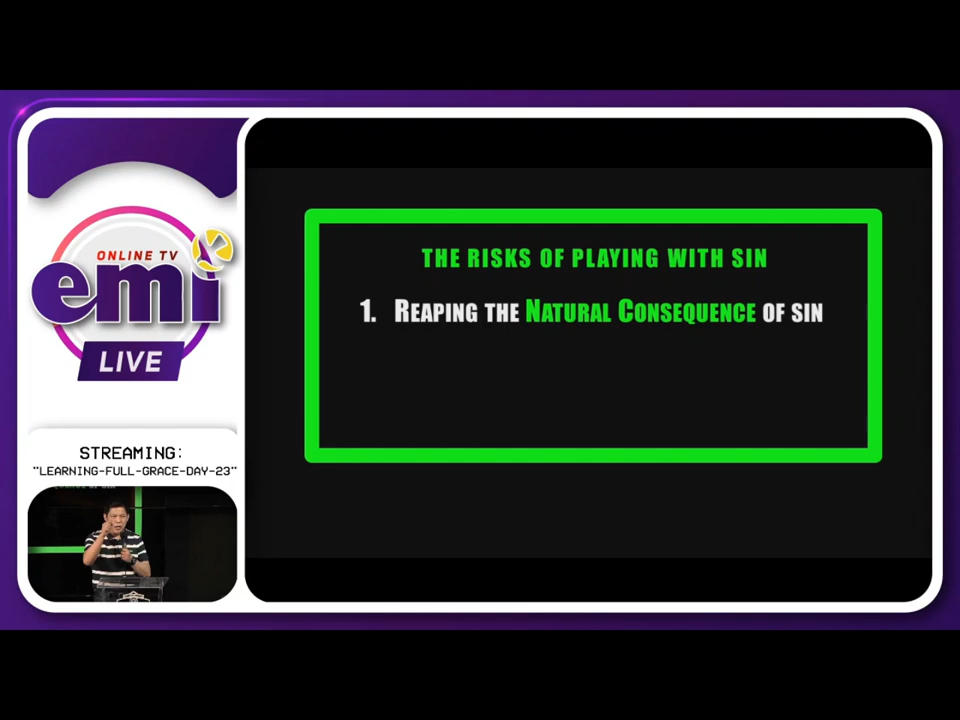 ONLINE TV
emi
LIVE
STREAMING:
"LEARNING-FULL-GRACE-DAY-23"
THE RISKS OF PLAYING WITH SIN
1. REAPING THE NATURAL CONSEQUENCE OF SIN